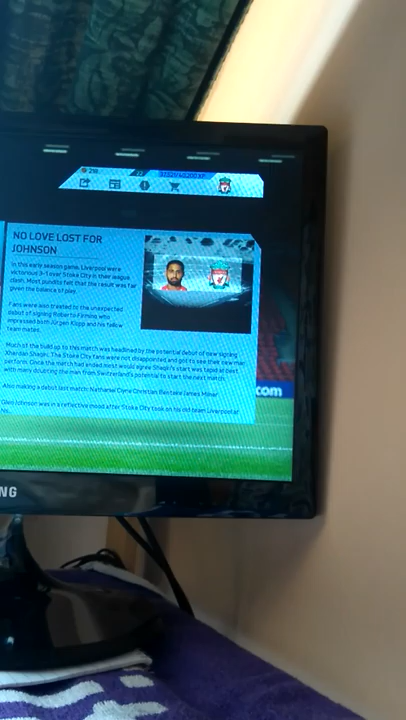 218
NO LOVE LOST FOR
JOHNSON
In this early season game, Liverpool were
victorious 3-1 over Stoke City in their league
clash. Most pundits felt that the result was fair
given the balance of play.
Fans were also treated to the unexpected
debut of signing Roberto Firmino, who
impressed both Jürgen Klopp and his fellow
team mates.
Much of the build up to this match was headlined by the potential debut of new signing
Xherdan Shaqiri. The Stoke City fans were not disappointed and got to see their new man
perform. Once the match had ended most would agree Shaqiri's start was tepid at best
with many doubting the man from Switzerland's potential to start the next match.
Also making a debut last match: Nathaniel Clyne Christian Benteke James Milner
Glen Johnson was in a reflective mood after Stoke City took on his old team Liverpool at
his
com
NG